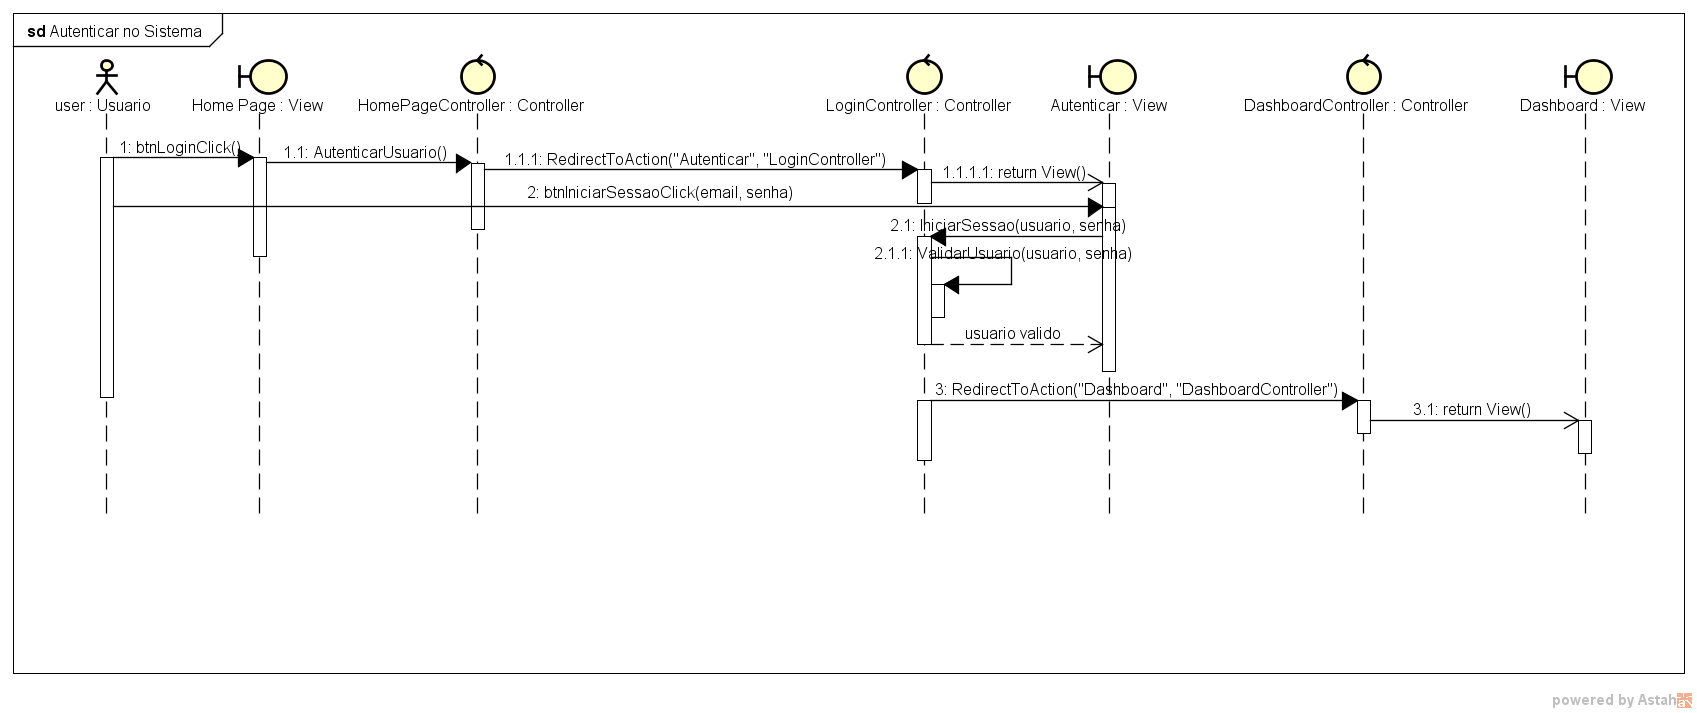 sd Autenticar no Sistema
user : Usuario
Home Page : View
HomePageController : Controller
LoginController : Controller
Autenticar : View
DashboardController : Controller
Dashboard : View
1: btnLoginClick()
1.1: AutenticarUsuario()
1.1.1: RedirectToAction("Autenticar", "LoginController")
1.1.1.1: return View()
2: btnIniciarSessaoClick(email, senha)
2.1: IniciarSessao(usuario, senha)
2.1.1: ValidarUsuario(usuario, senha)
usuario valido
3: RedirectToAction("Dashboard", "DashboardController")
3.1: return View()
powered by Astah